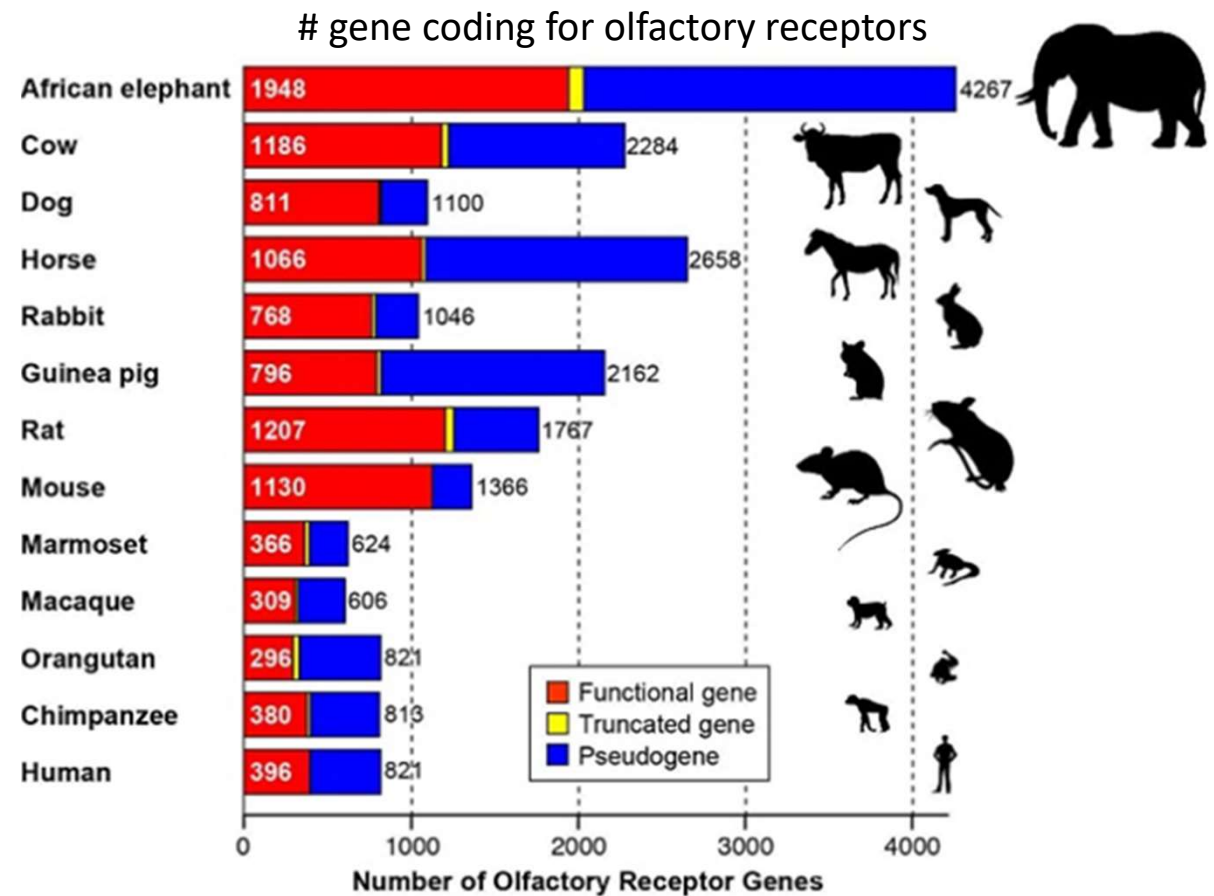 # gene coding for olfactory receptors
African elephant 1948 4267
Cow 1186 2284
Dog 811 1100
Horse 1066 2658
Rabbit 768 1046
Guinea pig 796 2162
Rat 1207 1767
Mouse 1130 1366
Marmoset 366 624
Macaque 309 606
Orangutan 296 821
Chimpanzee 380 813
Human 396 821
Functional gene
Truncated gene
Pseudogene
0 1000 2000 3000 4000
Number of Olfactory Receptor Genes